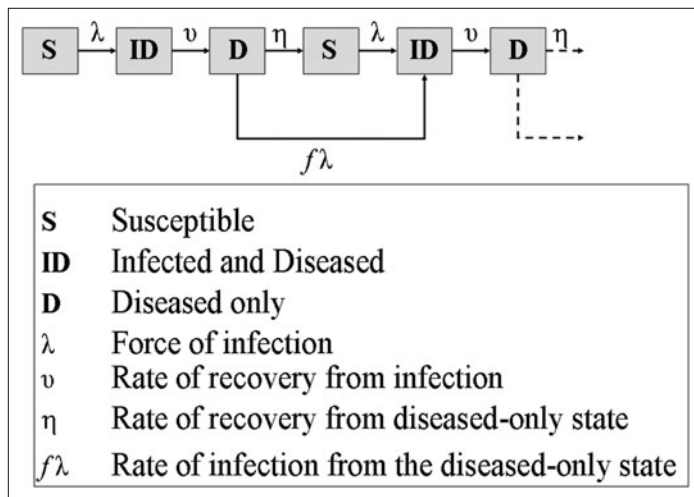 S λ ID υ D η S λ ID υ D η
fλ
S Susceptible
ID Infected and Diseased
D Diseased only
λ Force of infection
υ Rate of recovery from infection
η Rate of recovery from diseased-only state
fλ Rate of infection from the diseased-only state